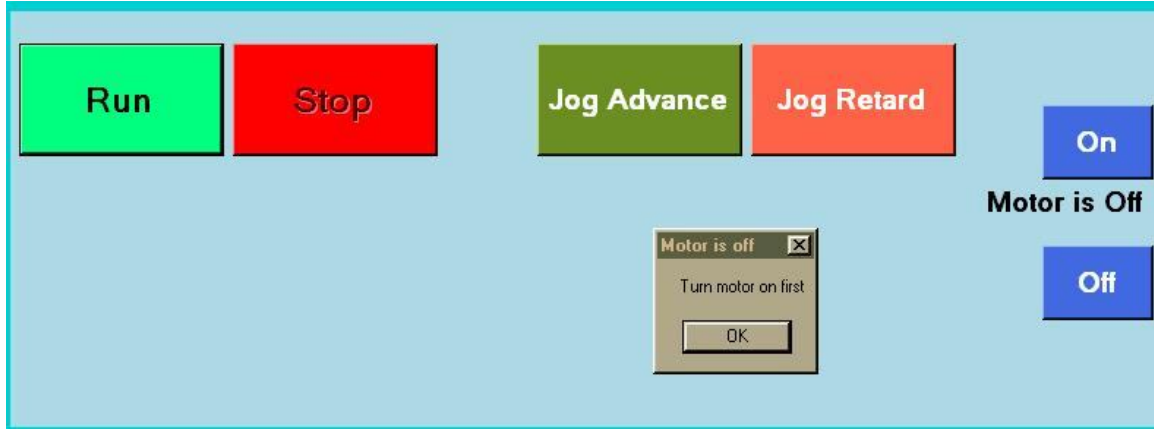 Run
Stop
Jog Advance
Jog Retard
On
Motor is Off
Off
Motor is off
Turn motor on first
OK